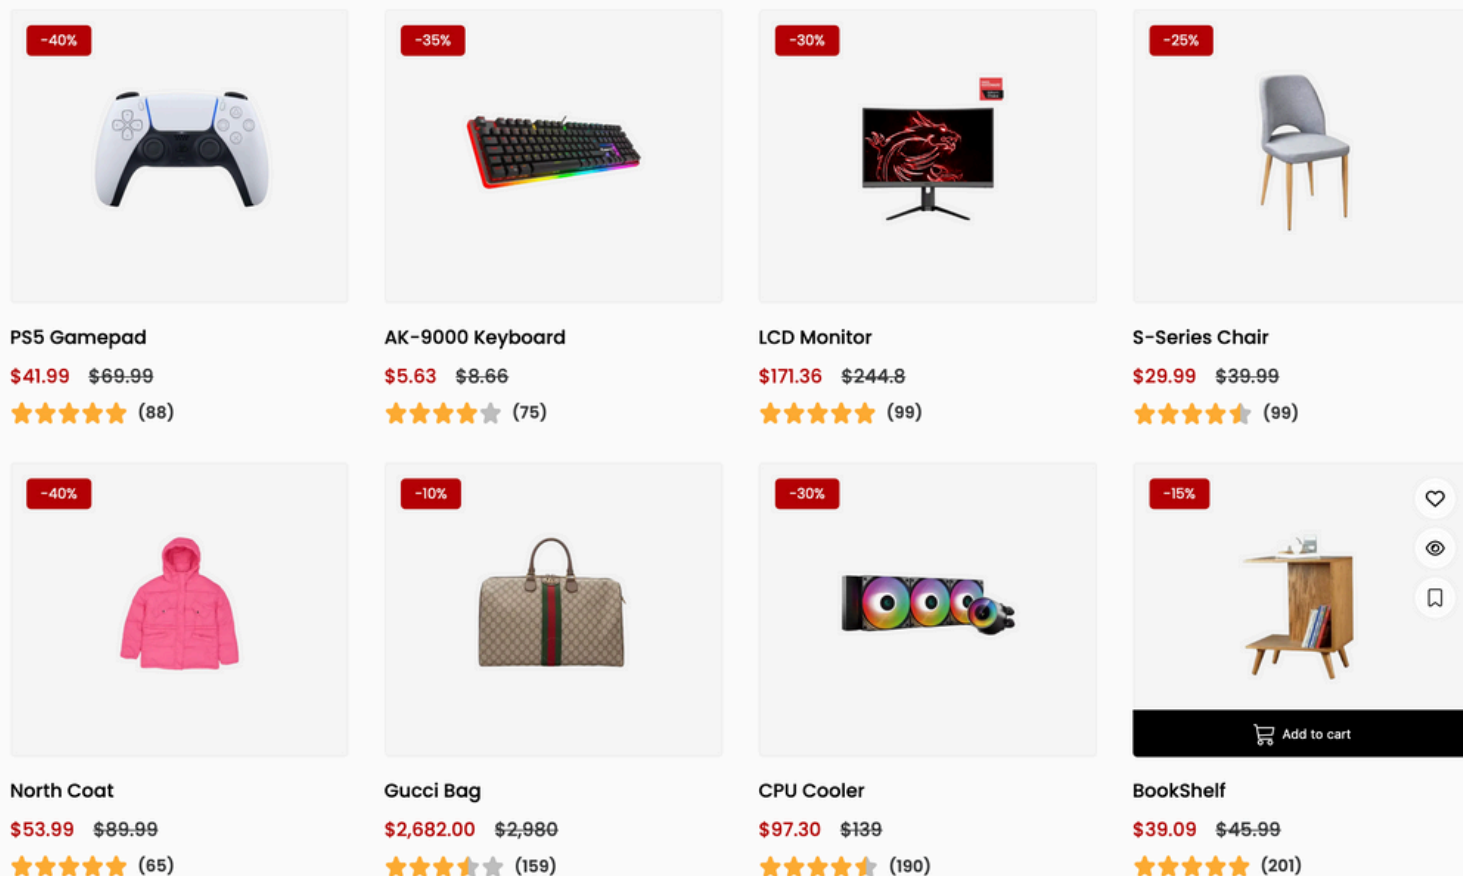 -40%
-35%
-30%
-25%
PS5 Gamepad
AK-9000 Keyboard
LCD Monitor
S-Series Chair
$41.99 $69.99
$5.63 $8.66
$171.36 $244.8
$29.99 $39.99
(88)
(75)
(99)
(99)
-40%
-10%
-30%
-15%
Add to cart
North Coat
Gucci Bag
CPU Cooler
BookShelf
$53.99 $89.99
$2,682.00 $2,980
$97.30 $139
$39.09 $45.99
(65)
(159)
(190)
(201)